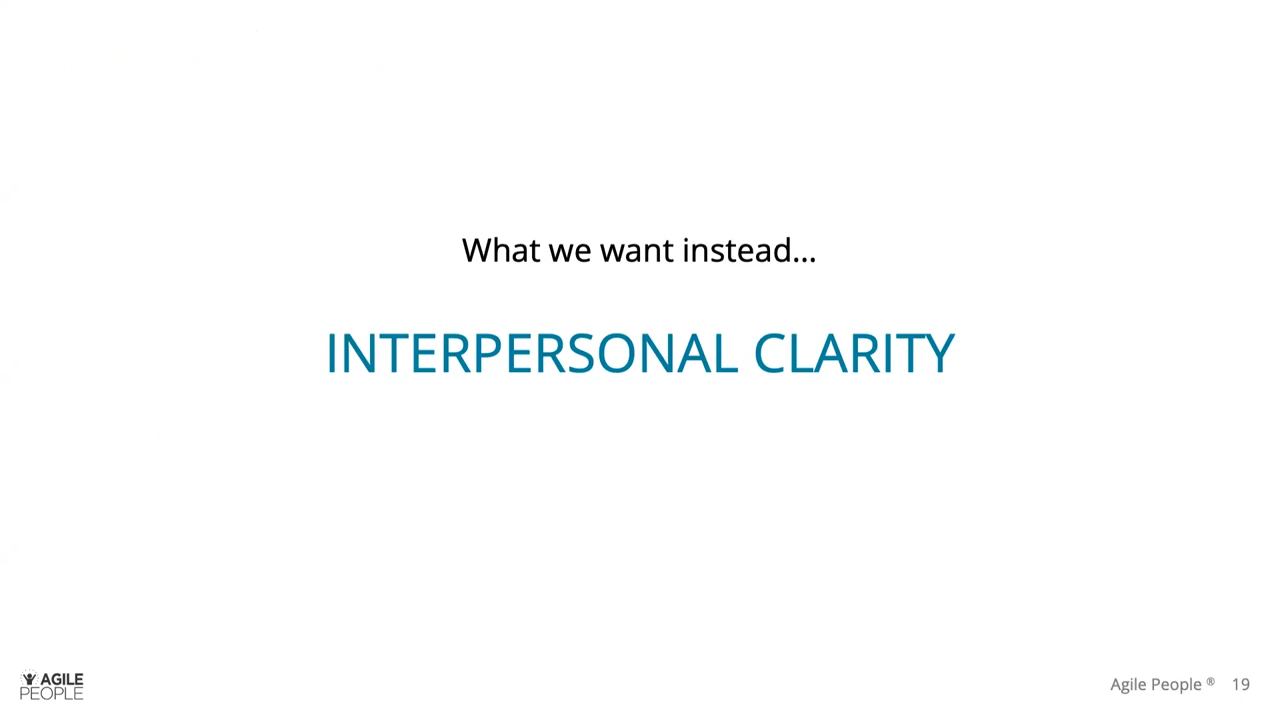 What we want instead...
INTERPERSONAL CLARITY
AGILE
PEOPLE
Agile People ® 19